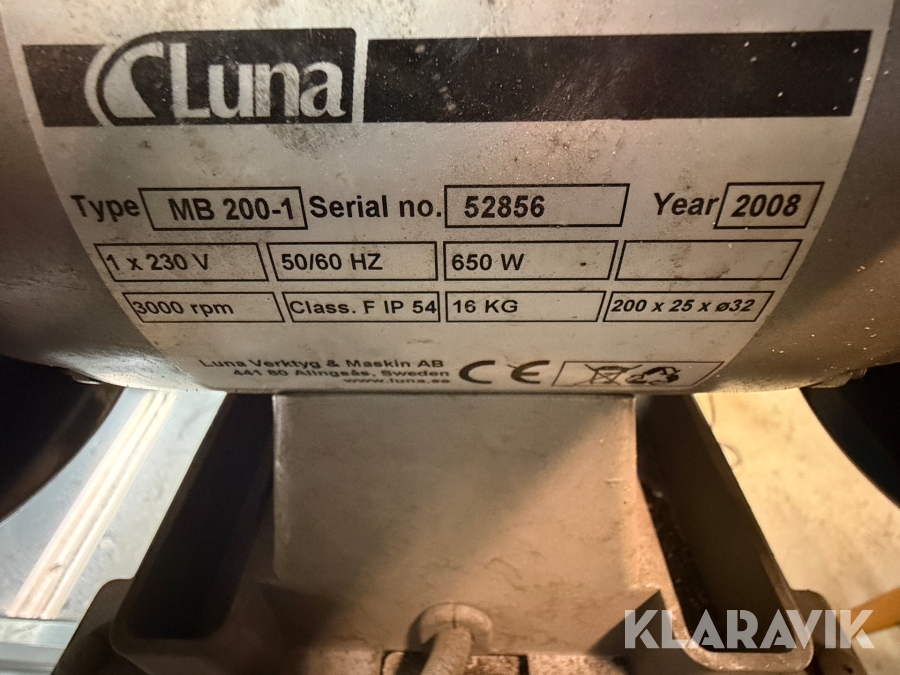 Luna
Type MB 200-1 Serial no. 52856 Year 2008
1 x 230 V 50/60 HZ 650 W
3000 rpm Class. F IP 54 16 KG 200 x 25 x ø32
Luna Verktyg & Maskin AB
441 80 Alingsås, Sweden
www.luna.se
CE
KLARAVIK